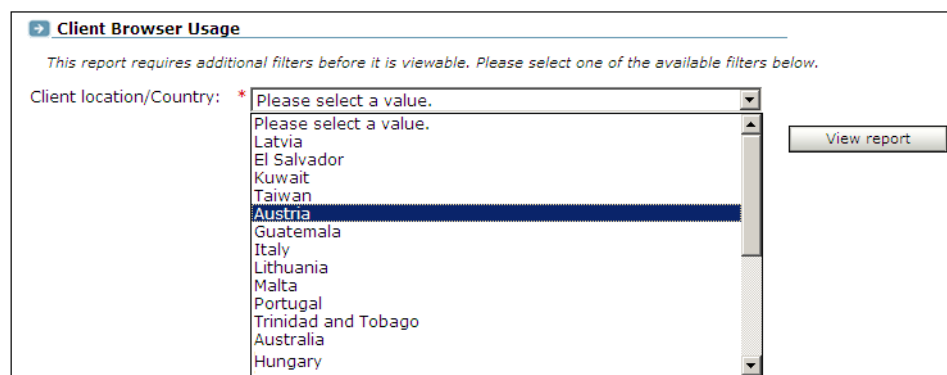 Client Browser Usage
This report requires additional filters before it is viewable. Please select one of the available filters below.
Client location/Country: * Please select a value.
Please select a value.
View report
Latvia
El Salvador
Kuwait
Taiwan
Austria
Guatemala
Italy
Lithuania
Malta
Portugal
Trinidad and Tobago
Australia
Hungary